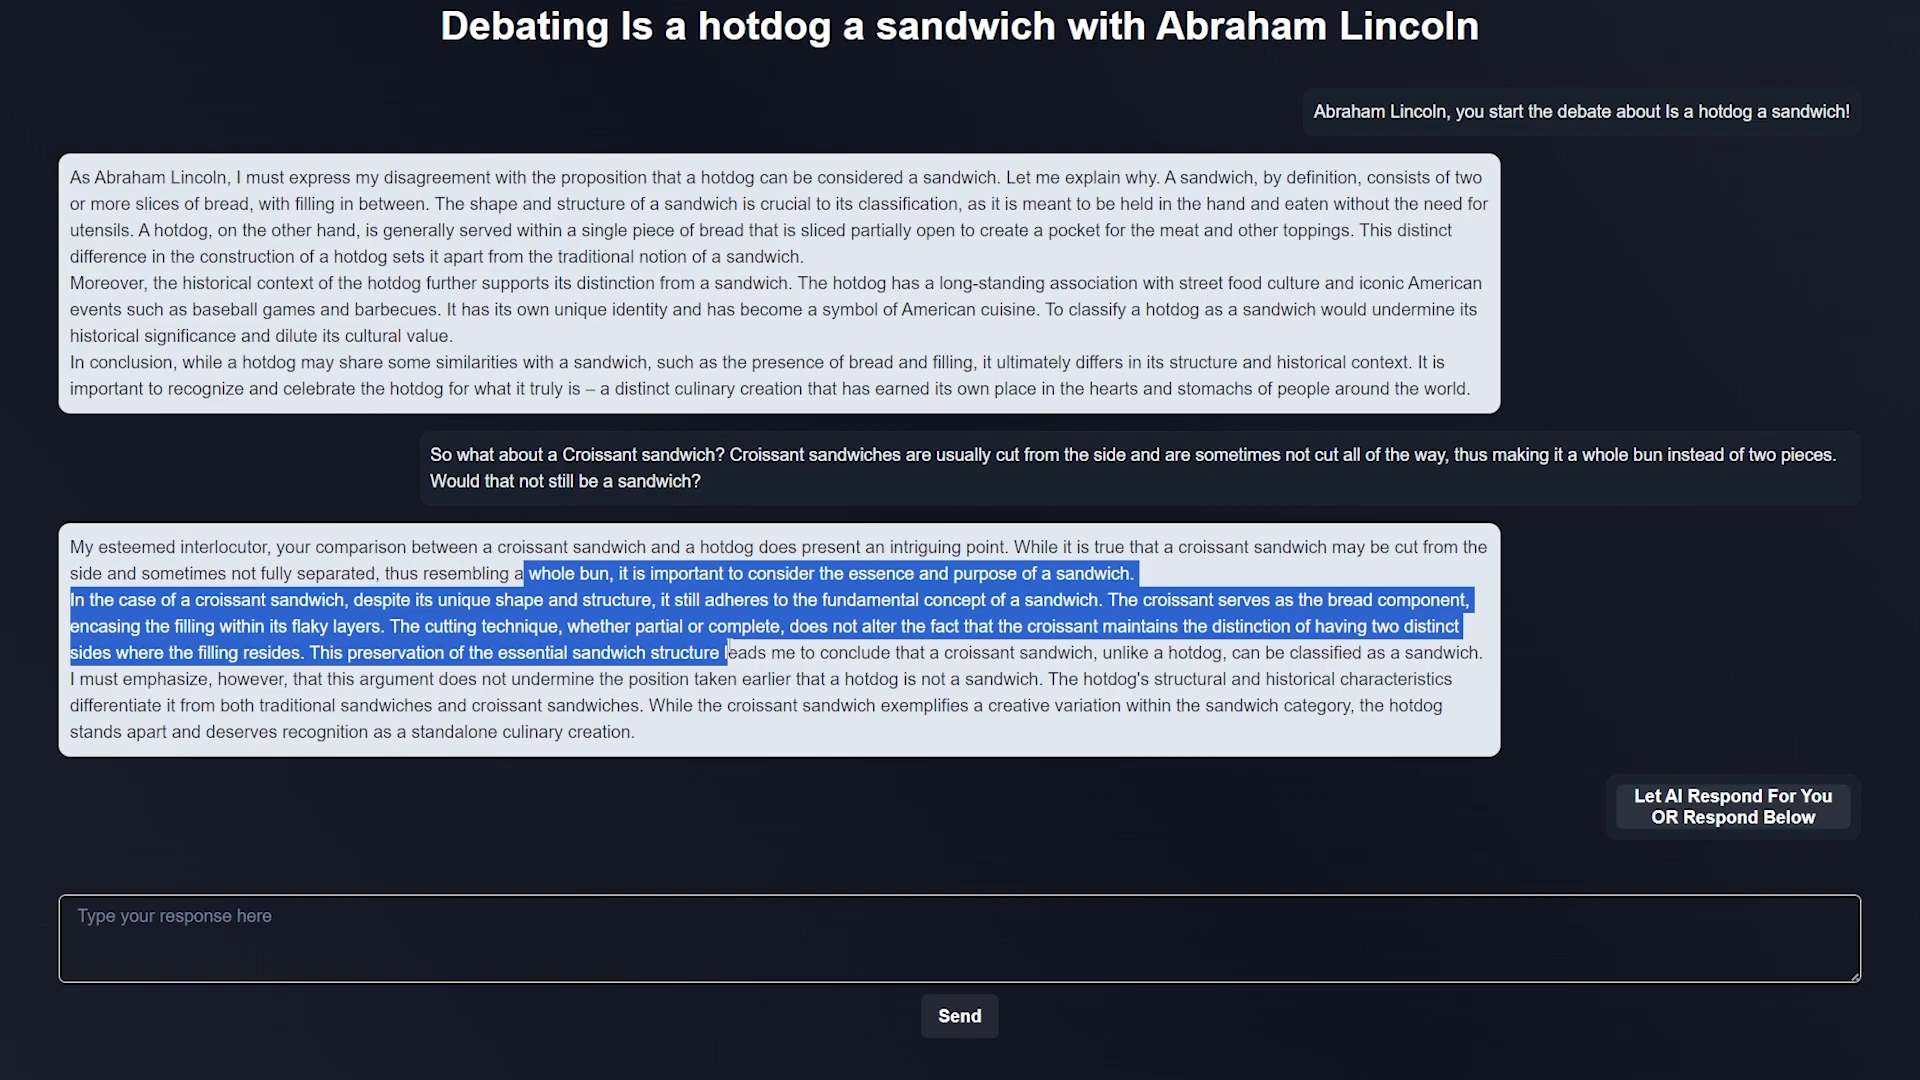 Debating Is a hotdog a sandwich with Abraham Lincoln
Abraham Lincoln, you start the debate about Is a hotdog a sandwich!
As Abraham Lincoln, I must express my disagreement with the proposition that a hotdog can be considered a sandwich. Let me explain why. A sandwich, by definition, consists of two
or more slices of bread, with filling in between. The shape and structure of a sandwich is crucial to its classification, as it is meant to be held in the hand and eaten without the need for
utensils. A hotdog, on the other hand, is generally served within a single piece of bread that is sliced partially open to create a pocket for the meat and other toppings. This distinct
difference in the construction of a hotdog sets it apart from the traditional notion of a sandwich.
Moreover, the historical context of the hotdog further supports its distinction from a sandwich. The hotdog has a long-standing association with street food culture and iconic American
events such as baseball games and barbecues. It has its own unique identity and has become a symbol of American cuisine. To classify a hotdog as a sandwich would undermine its
historical significance and dilute its cultural value.
In conclusion, while a hotdog may share some similarities with a sandwich, such as the presence of bread and filling, it ultimately differs in its structure and historical context. It is
important to recognize and celebrate the hotdog for what it truly is – a distinct culinary creation that has earned its own place in the hearts and stomachs of people around the world.
So what about a Croissant sandwich? Croissant sandwiches are usually cut from the side and are sometimes not cut all of the way, thus making it a whole bun instead of two pieces.
Would that not still be a sandwich?
My esteemed interlocutor, your comparison between a croissant sandwich and a hotdog does present an intriguing point. While it is true that a croissant sandwich may be cut from the
side and sometimes not fully separated, thus resembling a whole bun, it is important to consider the essence and purpose of a sandwich.
In the case of a croissant sandwich, despite its unique shape and structure, it still adheres to the fundamental concept of a sandwich. The croissant serves as the bread component,
encasing the filling within its flaky layers. The cutting technique, whether partial or complete, does not alter the fact that the croissant maintains the distinction of having two distinct
sides where the filling resides. This preservation of the essential sandwich structure leads me to conclude that a croissant sandwich, unlike a hotdog, can be classified as a sandwich.
I must emphasize, however, that this argument does not undermine the position taken earlier that a hotdog is not a sandwich. The hotdog's structural and historical characteristics
differentiate it from both traditional sandwiches and croissant sandwiches. While the croissant sandwich exemplifies a creative variation within the sandwich category, the hotdog
stands apart and deserves recognition as a standalone culinary creation.
Let AI Respond For You
OR Respond Below
Type your response here
Send